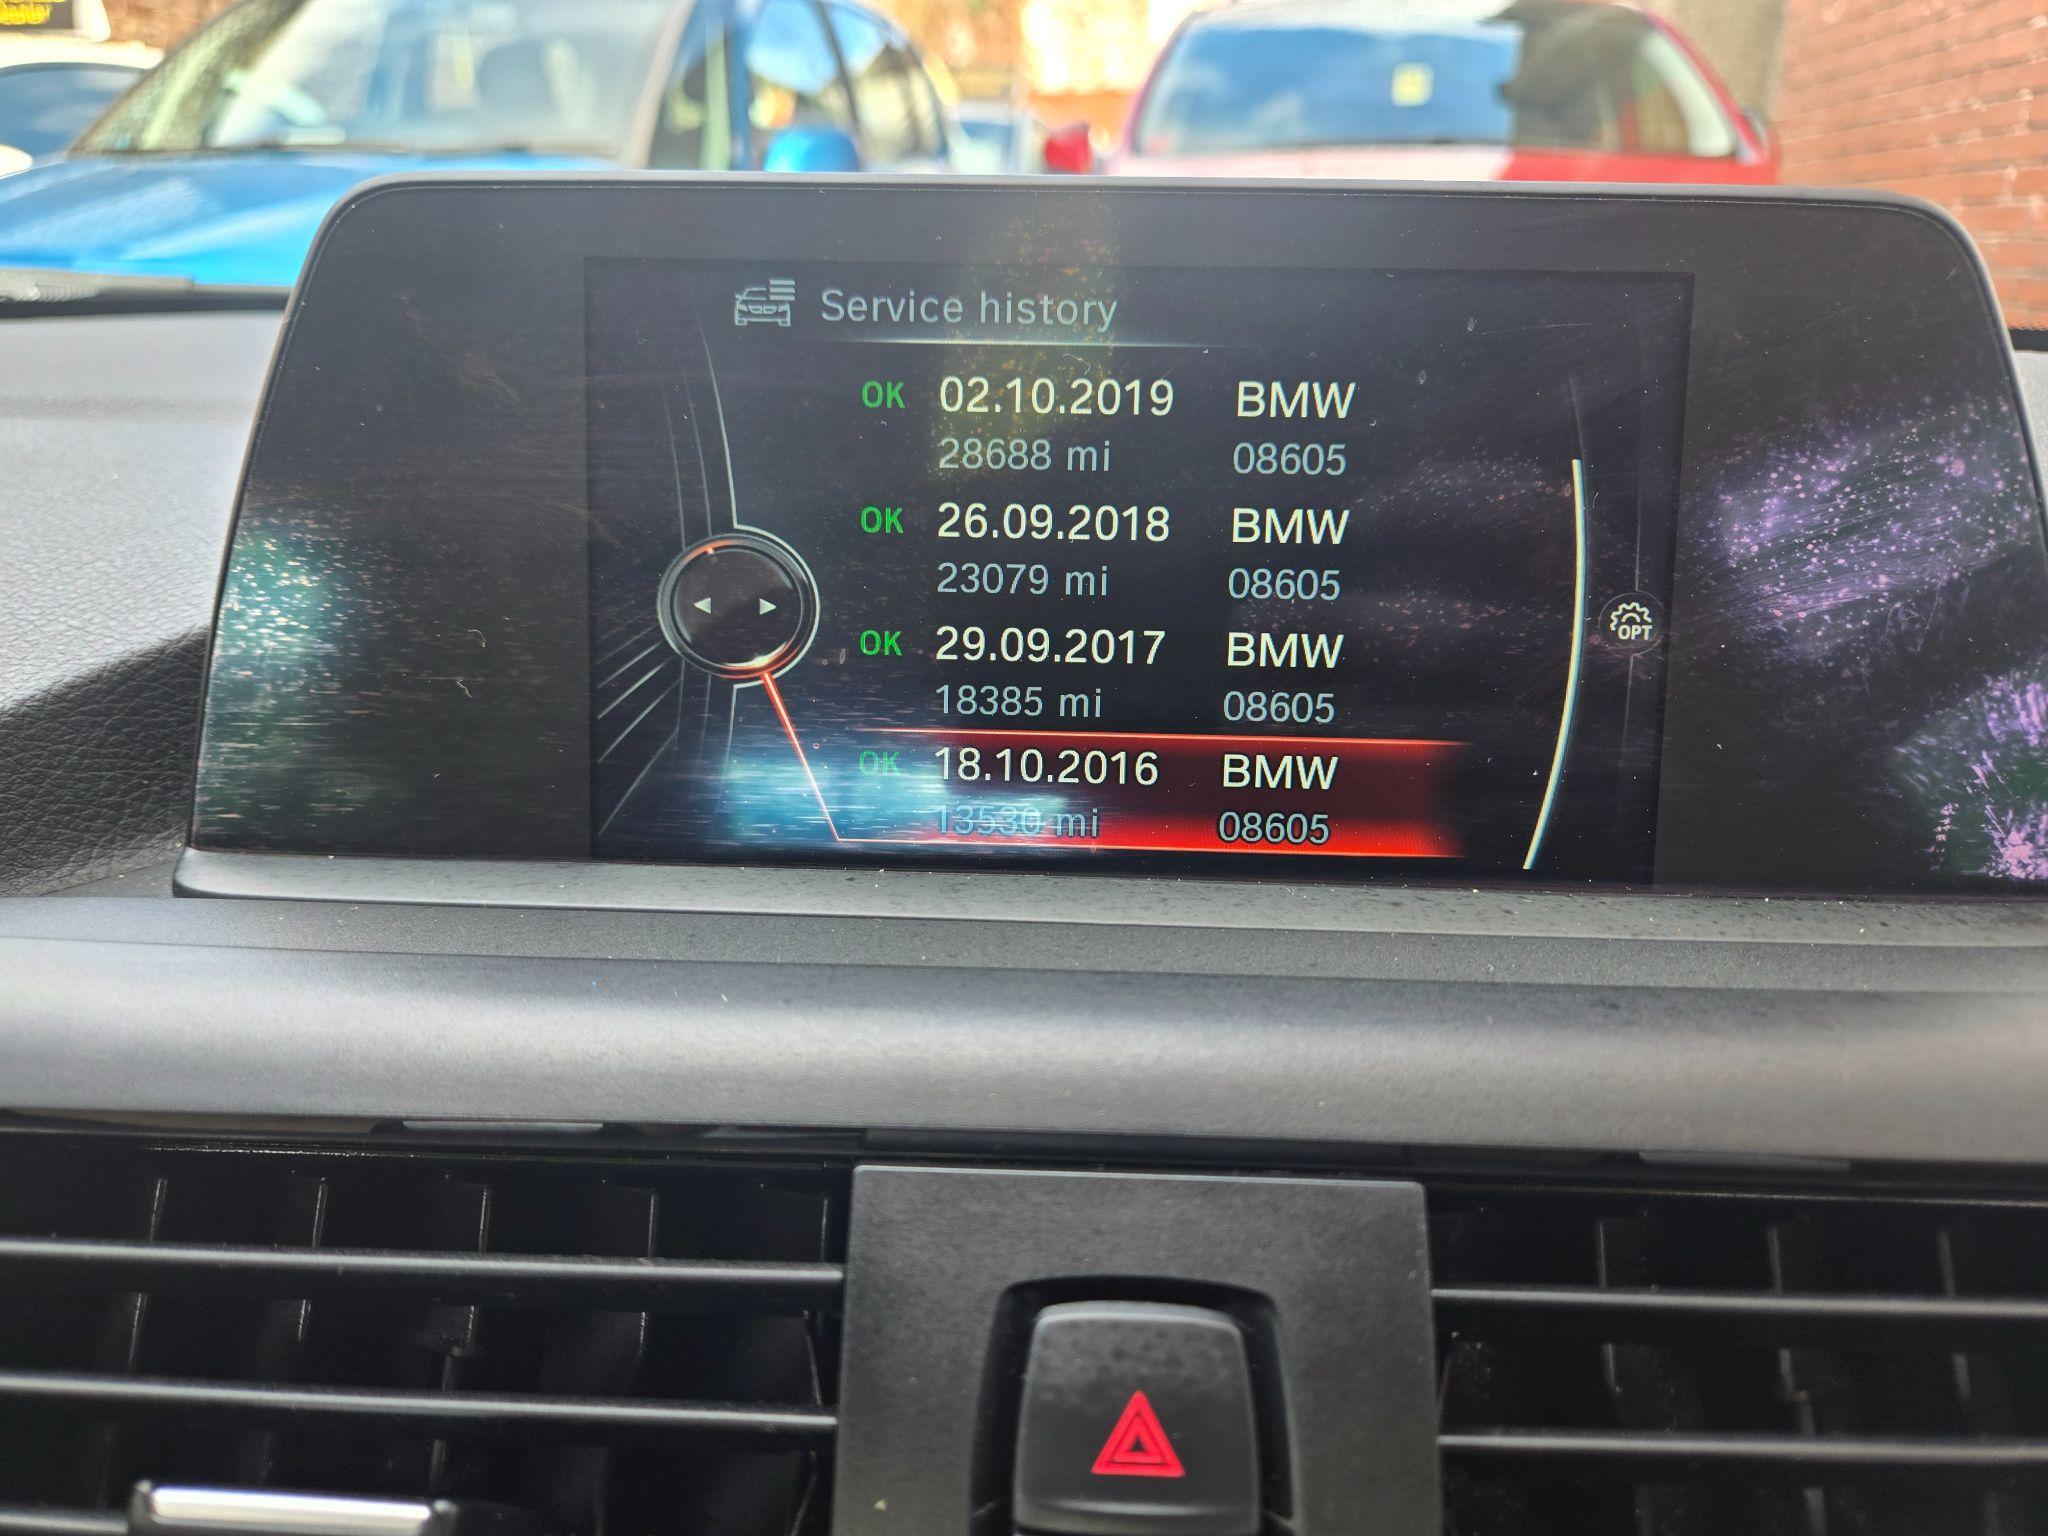 Service history
OK 02.10.2019 BMW
28688 mi 08605
OK 26.09.2018 BMW
23079 mi 08605
OK 29.09.2017 BMW
18385 mi 08605
OK 18.10.2016 BMW
13530 mi 08605
OPT